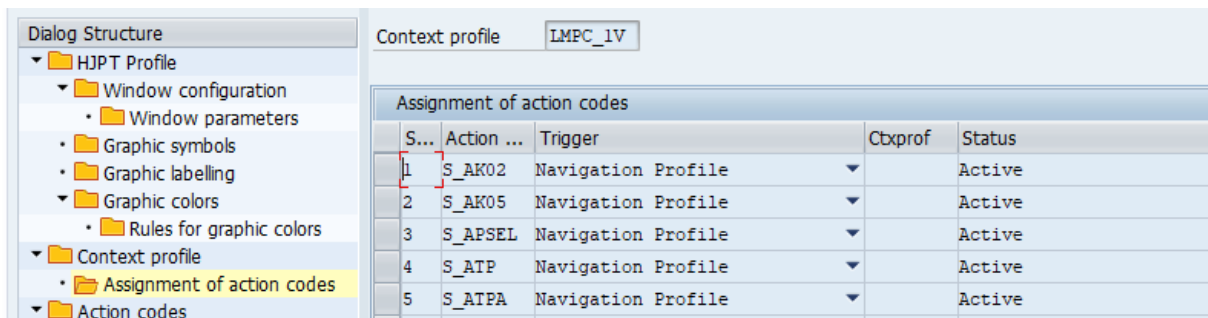 Dialog Structure
HJPT Profile
Window configuration
Window parameters
Graphic symbols
Graphic labelling
Graphic colors
Rules for graphic colors
Context profile
Assignment of action codes
Action codes
Context profile LMPC_1V
Assignment of action codes
S... Action ... Trigger Ctxprof Status
1 S_AK02 Navigation Profile Active
2 S_AK05 Navigation Profile Active
3 S_APSEL Navigation Profile Active
4 S_ATP Navigation Profile Active
5 S_ATPA Navigation Profile Active